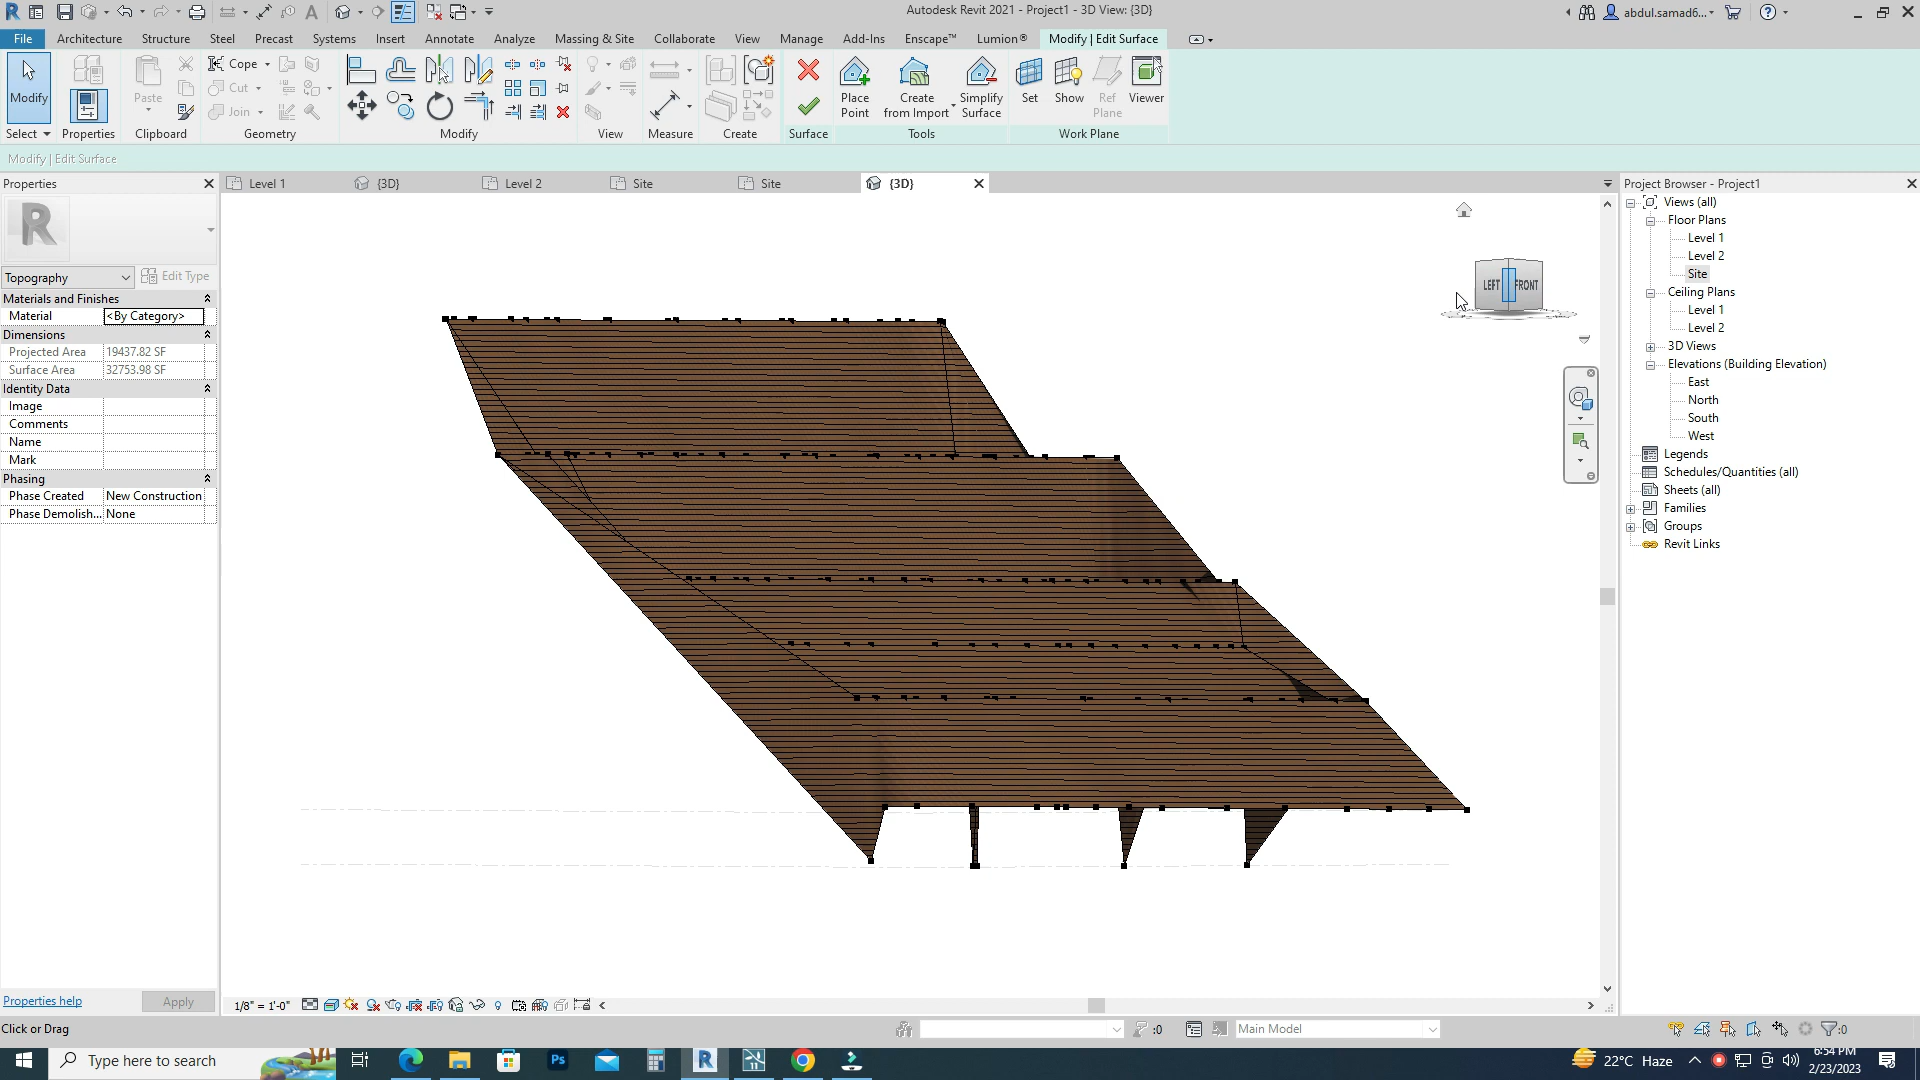 Autodesk Revit 2021 - Project1 - 3D View: {3D}
abdul.samad6...
File
Architecture
Structure
Steel
Precast
Systems
Insert
Annotate
Analyze
Massing & Site
Collaborate
View
Manage
Add-Ins
Enscape™
Lumion®
Modify | Edit Surface
Modify
Paste
Cope
Cut
Join
Place Point
Create from Import
Simplify Surface
Set
Show
Ref Plane
Viewer
Select
Properties
Clipboard
Geometry
Modify
View
Measure
Create
Surface
Tools
Work Plane
Modify | Edit Surface
Properties
Level 1
{3D}
Level 2
Site
Site
{3D}
Project Browser - Project1
Topography
Edit Type
Materials and Finishes
Material <By Category>
Dimensions
Projected Area 19437.82 SF
Surface Area 32753.98 SF
Identity Data
Image
Comments
Name
Mark
Phasing
Phase Created New Construction
Phase Demolish... None
LEFT
FRONT
Views (all)
Floor Plans
Level 1
Level 2
Site
Ceiling Plans
Level 1
Level 2
3D Views
Elevations (Building Elevation)
East
North
South
West
Legends
Schedules/Quantities (all)
Sheets (all)
Families
Groups
Revit Links
Properties help
Apply
1/8" = 1'-0"
Click or Drag
:0
Main Model
:0
Type here to search
22°C Haze
6:54 PM
2/23/2023